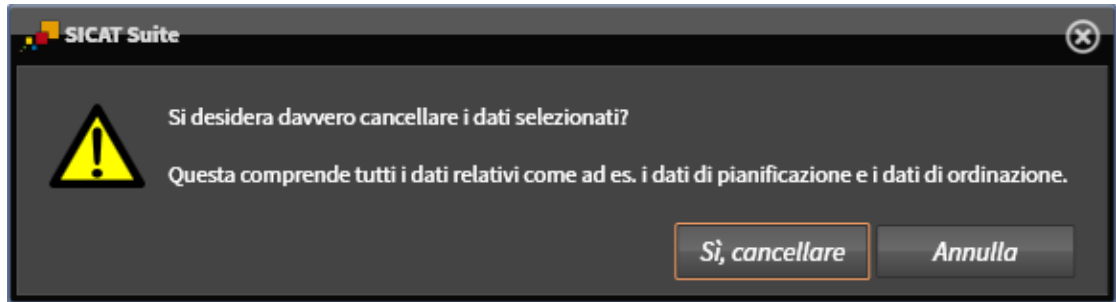 SICAT Suite
Si desidera davvero cancellare i dati selezionati?
Questa comprende tutti i dati relativi come ad es. i dati di pianificazione e i dati di ordinazione.
Sì, cancellare
Annulla